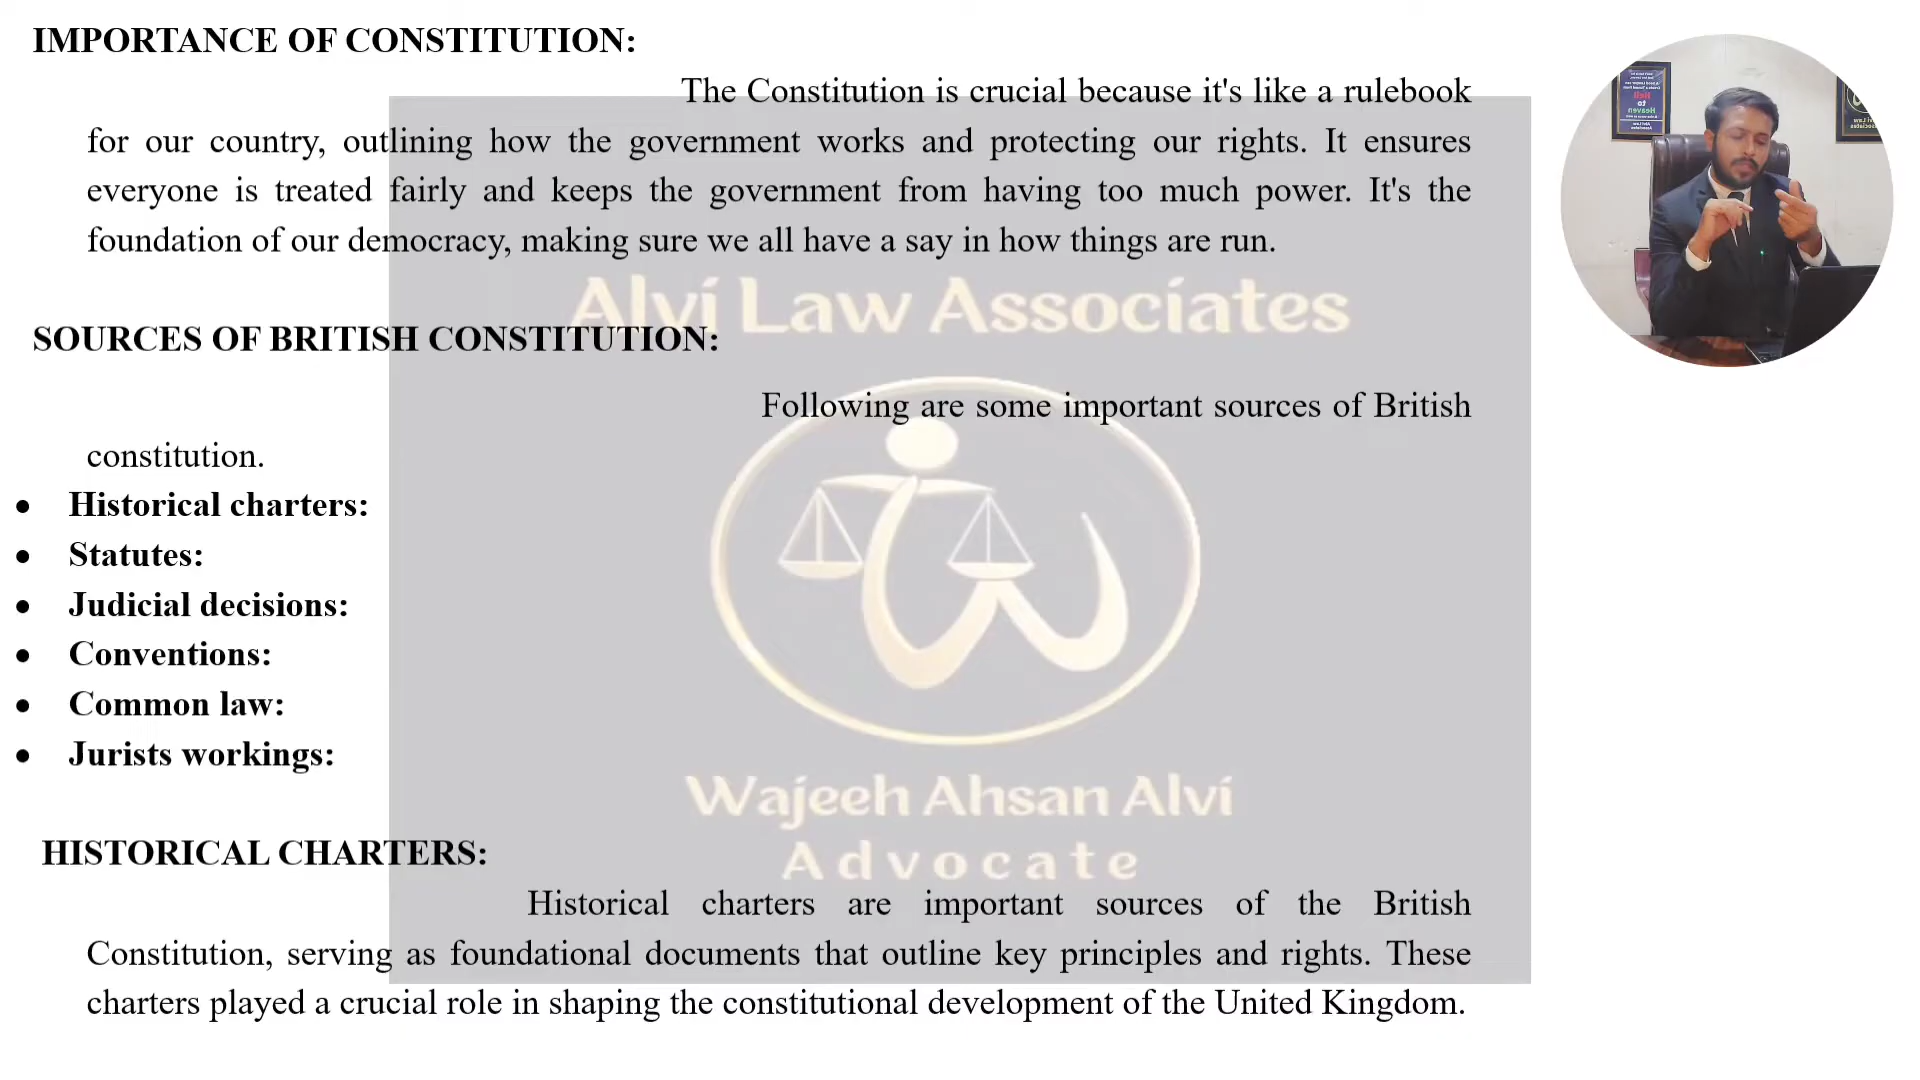 IMPORTANCE OF CONSTITUTION:
The Constitution is crucial because it's like a rulebook
for our country, outlining how the government works and protecting our rights. It ensures
everyone is treated fairly and keeps the government from having too much power. It's the
foundation of our democracy, making sure we all have a say in how things are run.
Alvi Law Associates
SOURCES OF BRITISH CONSTITUTION:
Following are some important sources of British
constitution.
• Historical charters:
• Statutes:
• Judicial decisions:
• Conventions:
• Common law:
• Jurists workings:
Wajeeh Ahsan Alvi
Advocate
HISTORICAL CHARTERS:
Historical charters are important sources of the British
Constitution, serving as foundational documents that outline key principles and rights. These
charters played a crucial role in shaping the constitutional development of the United Kingdom.
Hell
to
Heaven